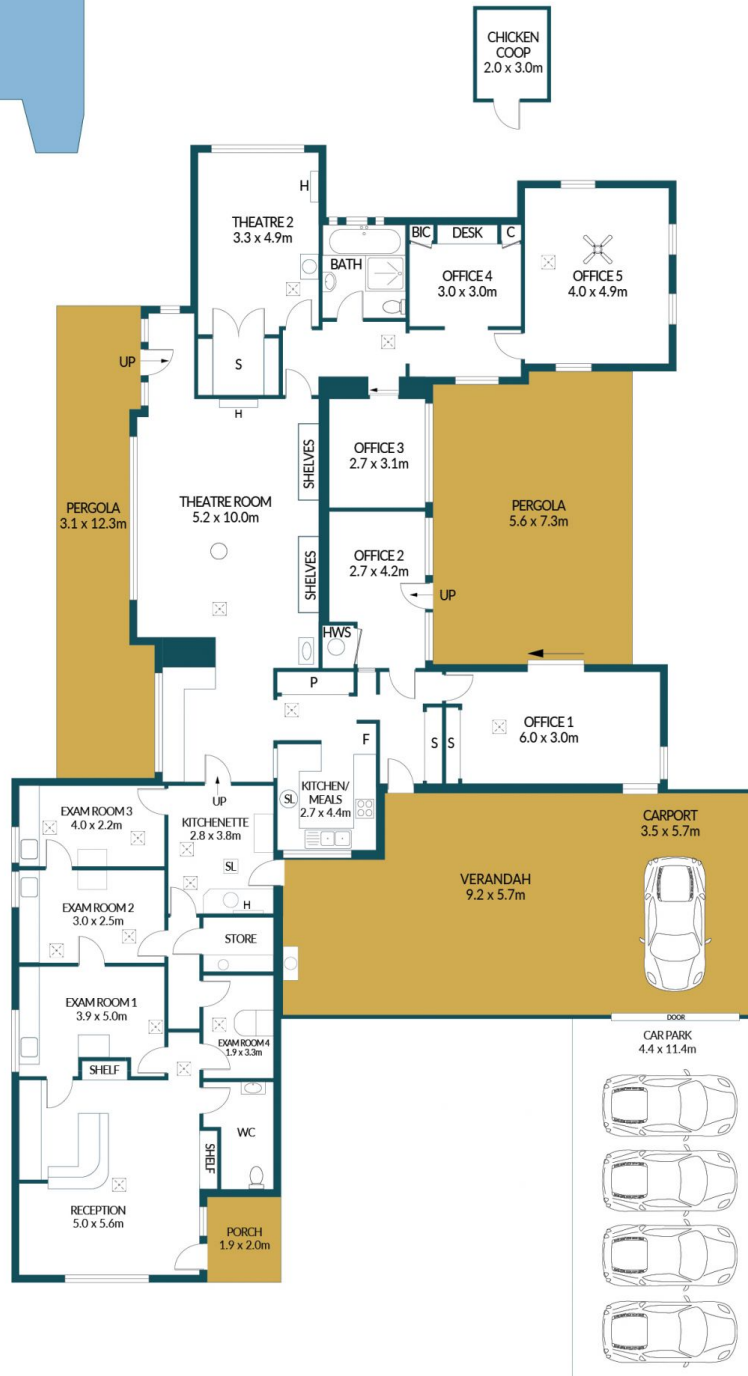 CHICKEN
COOP
2.0 x 3.0m
H
THEATRE 2
3.3 x 4.9m
BIC
DESK
C
BATH
OFFICE 4
3.0 x 3.0m
OFFICE 5
4.0 x 4.9m
UP
S
H
SHELVES
OFFICE 3
2.7 x 3.1m
PERGOLA
3.1 x 12.3m
THEATRE ROOM
5.2 x 10.0m
PERGOLA
5.6 x 7.3m
SHELVES
OFFICE 2
2.7 x 4.2m
UP
HWS
P
OFFICE 1
6.0 x 3.0m
F
S
S
UP
SL
KITCHEN/
MEALS
2.7 x 4.4m
EXAM ROOM 3
4.0 x 2.2m
KITCHENETTE
2.8 x 3.8m
CARPORT
3.5 x 5.7m
SL
VERANDAH
9.2 x 5.7m
EXAM ROOM 2
3.0 x 2.5m
H
STORE
EXAM ROOM 1
3.9 x 5.0m
DOOR
CAR PARK
4.4 x 11.4m
EXAM ROOM 4
1.9 x 3.3m
SHELF
WC
SHELF
RECEPTION
5.0 x 5.6m
PORCH
1.9 x 2.0m